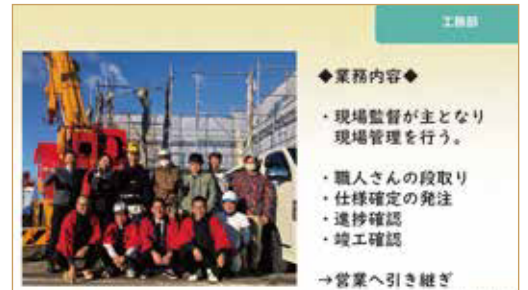 工務部
◆業務内容◆
・現場監督が主となり
現場管理を行う。
・職人さんの段取り
・仕様確定の発注
・進捗確認
・竣工確認
→営業へ引き継ぎ